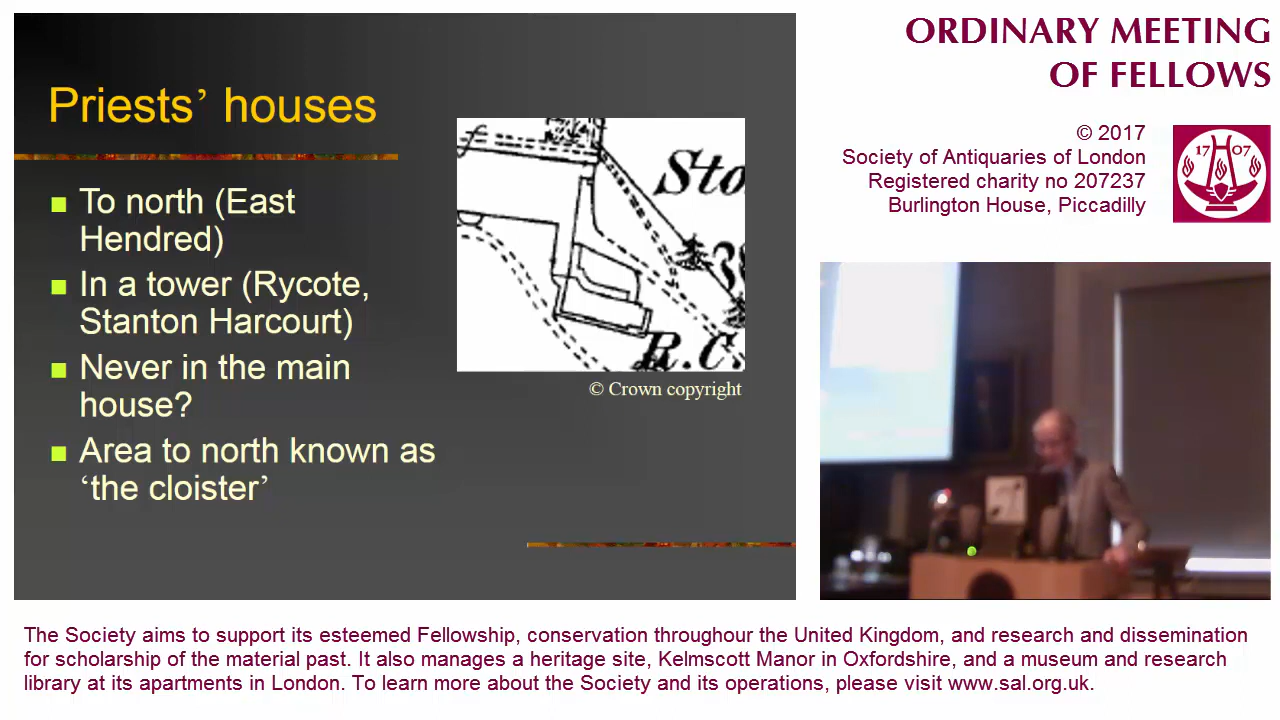 Priests’ houses
To north (East
Hendred)
In a tower (Rycote,
Stanton Harcourt)
Never in the main
house?
Area to north known as
‘the cloister’
Sto
R.C.
© Crown copyright
ORDINARY MEETING
OF FELLOWS
© 2017
Society of Antiquaries of London
Registered charity no 207237
Burlington House, Piccadilly
17 07
The Society aims to support its esteemed Fellowship, conservation throughour the United Kingdom, and research and dissemination
for scholarship of the material past. It also manages a heritage site, Kelmscott Manor in Oxfordshire, and a museum and research
library at its apartments in London. To learn more about the Society and its operations, please visit www.sal.org.uk.